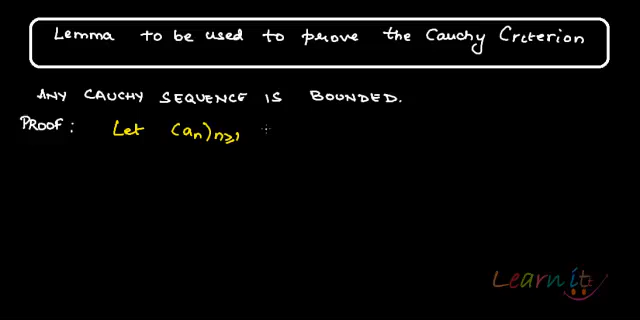 Lemma to be used to prove the Cauchy Criterion
ANY CAUCHY SEQUENCE IS BOUNDED.
PROOF: Let (an)n≥1
Learnit